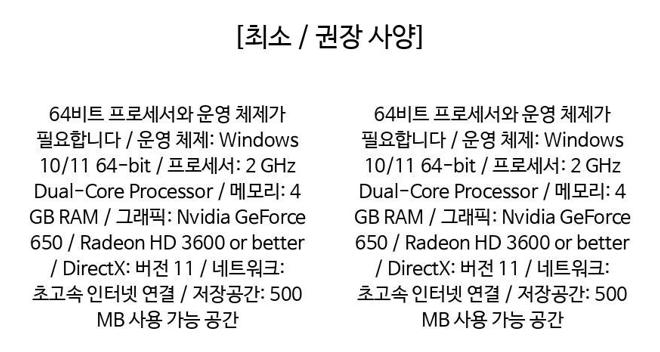 [최소 / 권장 사양]
64비트 프로세서와 운영 체제가
필요합니다 / 운영 체제: Windows
10/11 64-bit / 프로세서: 2 GHz
Dual-Core Processor / 메모리: 4
GB RAM / 그래픽: Nvidia GeForce
650 / Radeon HD 3600 or better
/ DirectX: 버전 11 / 네트워크:
초고속 인터넷 연결 / 저장공간: 500
MB 사용 가능 공간
64비트 프로세서와 운영 체제가
필요합니다 / 운영 체제: Windows
10/11 64-bit / 프로세서: 2 GHz
Dual-Core Processor / 메모리: 4
GB RAM / 그래픽: Nvidia GeForce
650 / Radeon HD 3600 or better
/ DirectX: 버전 11 / 네트워크:
초고속 인터넷 연결 / 저장공간: 500
MB 사용 가능 공간